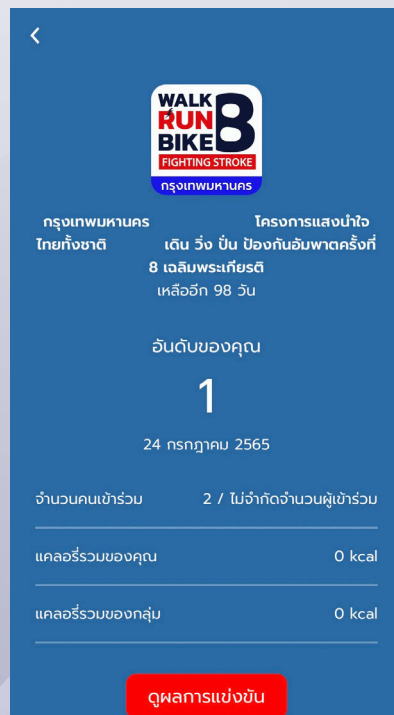 WALK
RUN
BIKE
8
FIGHTING STROKE
กรุงเทพมหานคร
กรุงเทพมหานคร โครงการแสงนำใจ
ไทยทั้งชาติ เดิน วิ่ง ปั่น ป้องกันอัมพาตครั้งที่
8 เฉลิมพระเกียรติ
เหลืออีก 98 วัน
อันดับของคุณ
1
24 กรกฎาคม 2565
จำนวนคนเข้าร่วม 2 / ไม่จำกัดจำนวนผู้เข้าร่วม
แคลอรี่รวมของคุณ 0 kcal
แคลอรี่รวมของกลุ่ม 0 kcal
ดูผลการแข่งขัน